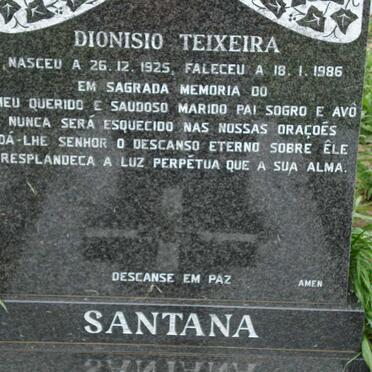 DIONISIO TEIXEIRA
NASCEU A 26.12.1925, FALECEU A 18.1.1986
EM SAGRADA MEMORIA DO
MEU QUERIDO E SAUDOSO MARIDO PAI SOGRO E AVÔ
NUNCA SERÁ ESQUECIDO NAS NOSSAS ORAÇÕES
DÁ-LHE SENHOR O DESCANSO ETERNO SOBRE ÊLE
RESPLANDEÇA A LUZ PERPÉTUA QUE A SUA ALMA.
DESCANSE EM PAZ AMEN
SANTANA